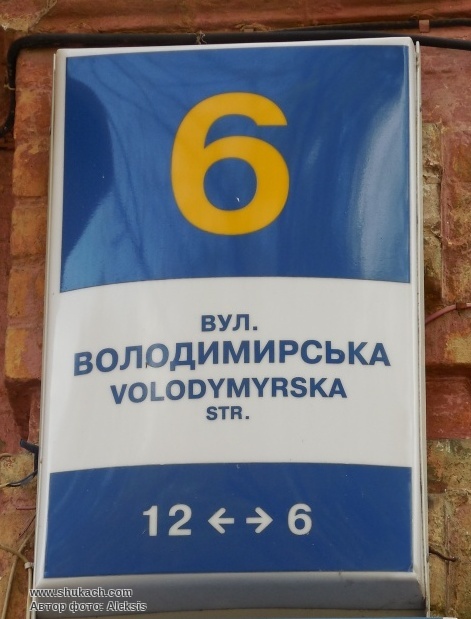 6
ВУЛ.
ВОЛОДИМИРСЬКА
VOLODYMYRSKA
STR.
12 ←→ 6
www.shukach.com
Автор фото: Aleksis